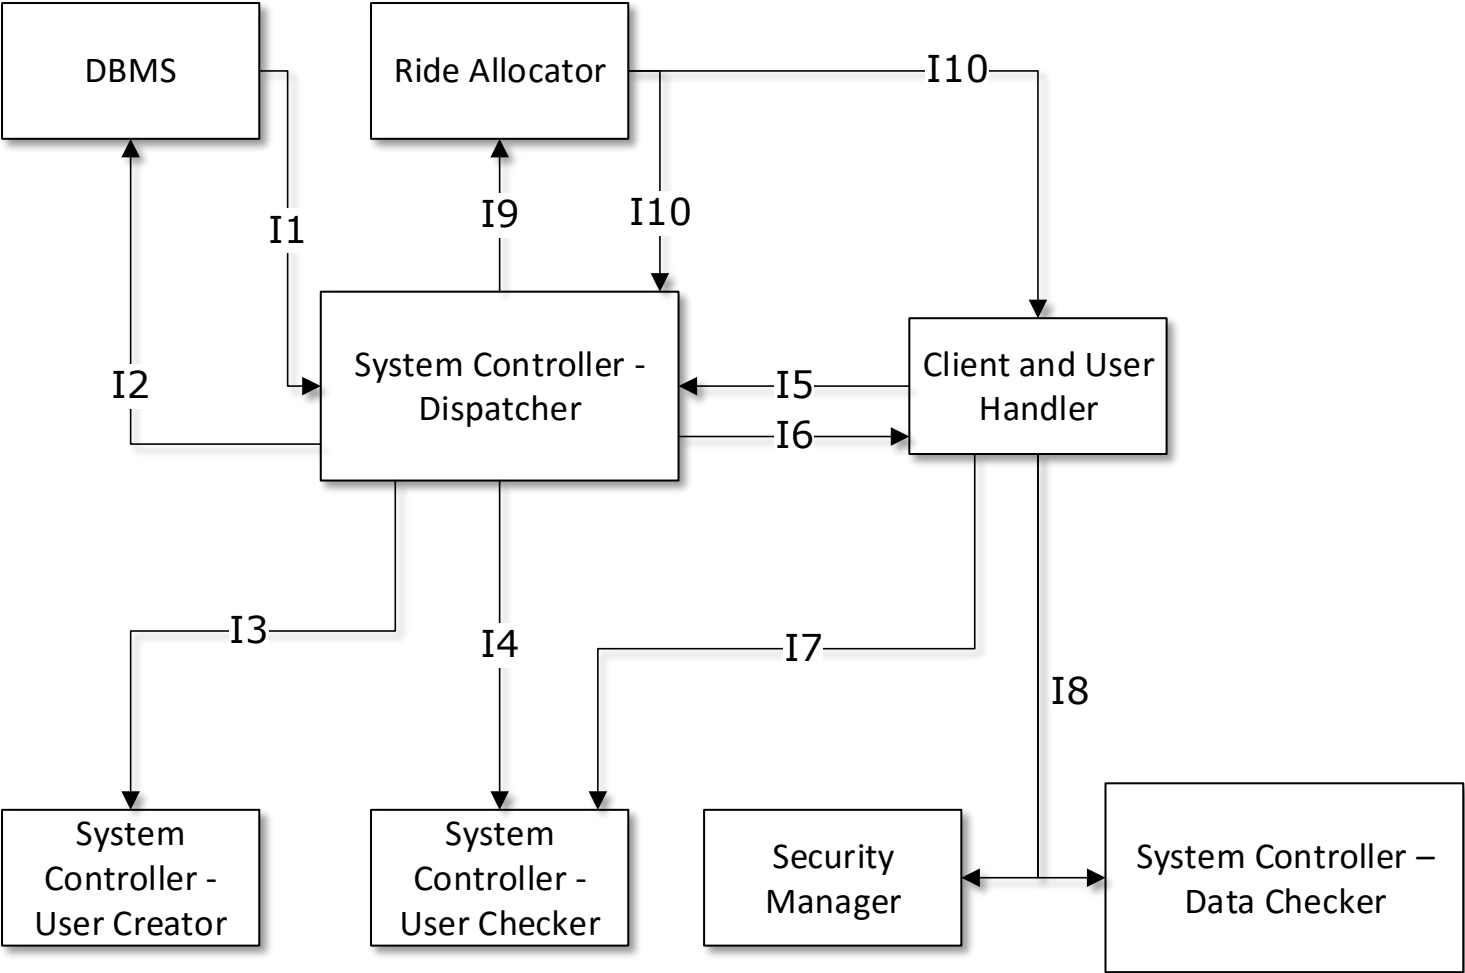 DBMS
Ride Allocator
I10
I1
I9
I10
I2
System Controller -
Dispatcher
I5
I6
Client and User
Handler
I3
I4
I7
I8
System
Controller -
User Creator
System
Controller -
User Checker
Security
Manager
System Controller –
Data Checker